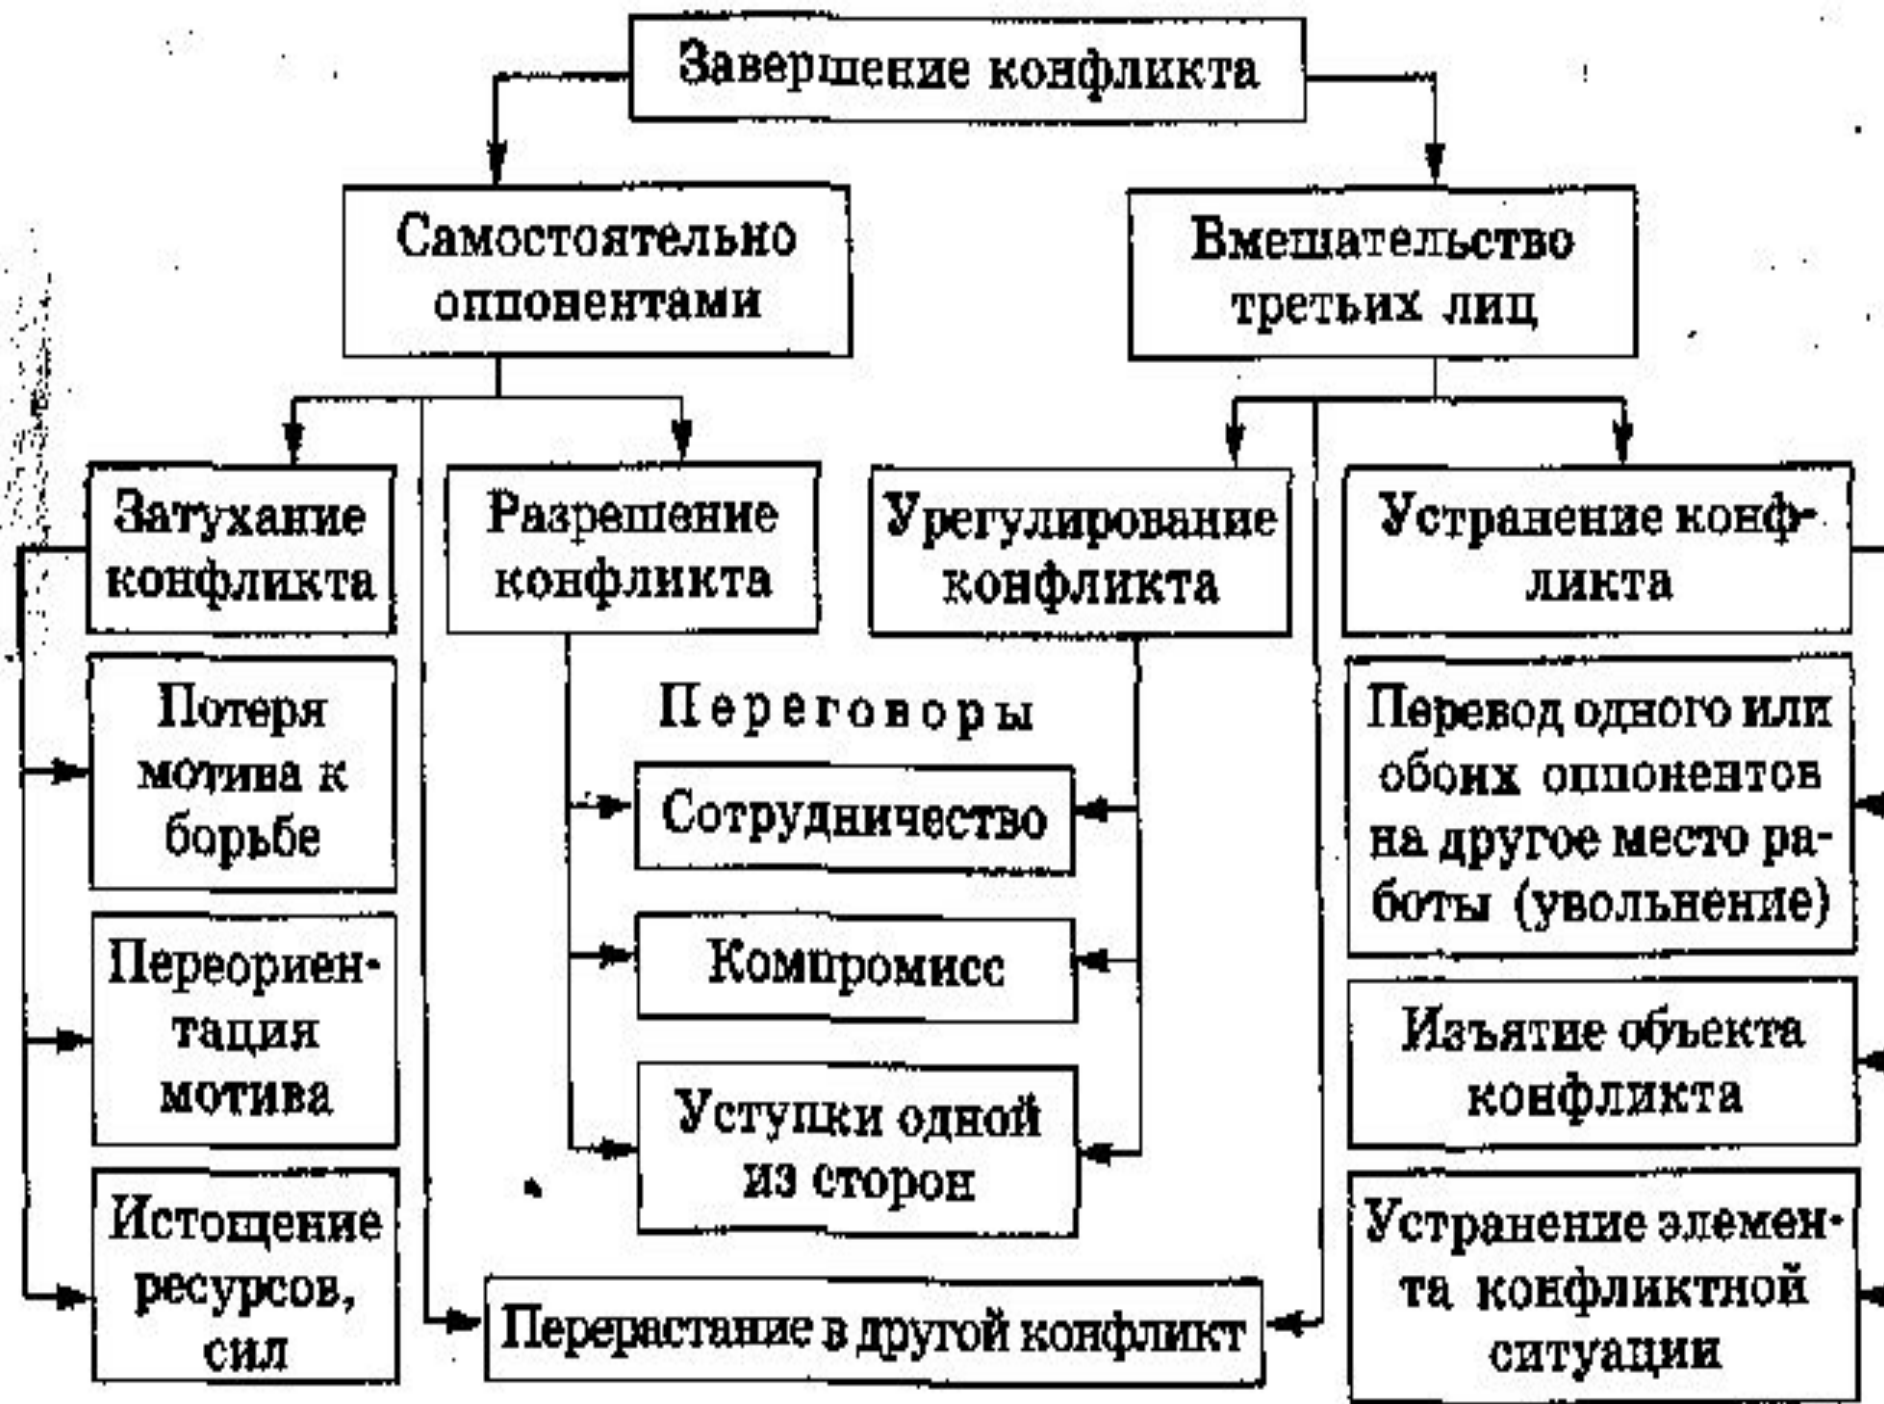 Завершение конфликта
Самостоятельно
оппонентами
Вмешательство
третьих лиц
Затухание
конфликта
Разрешение
конфликта
Урегулирование
конфликта
Устранение конф-
ликта
Потеря
мотива к
борьбе
Переориен-
тация
мотива
Истощение
ресурсов,
сил
Переговоры
Сотрудничество
Компромисс
Уступки одной
из сторон
Перерастание в другой конфликт
Перевод одного или
обоих оппонентов
на другое место ра-
боты (увольнение)
Изъятие объекта
конфликта
Устранение элемен-
та конфликтной
ситуации